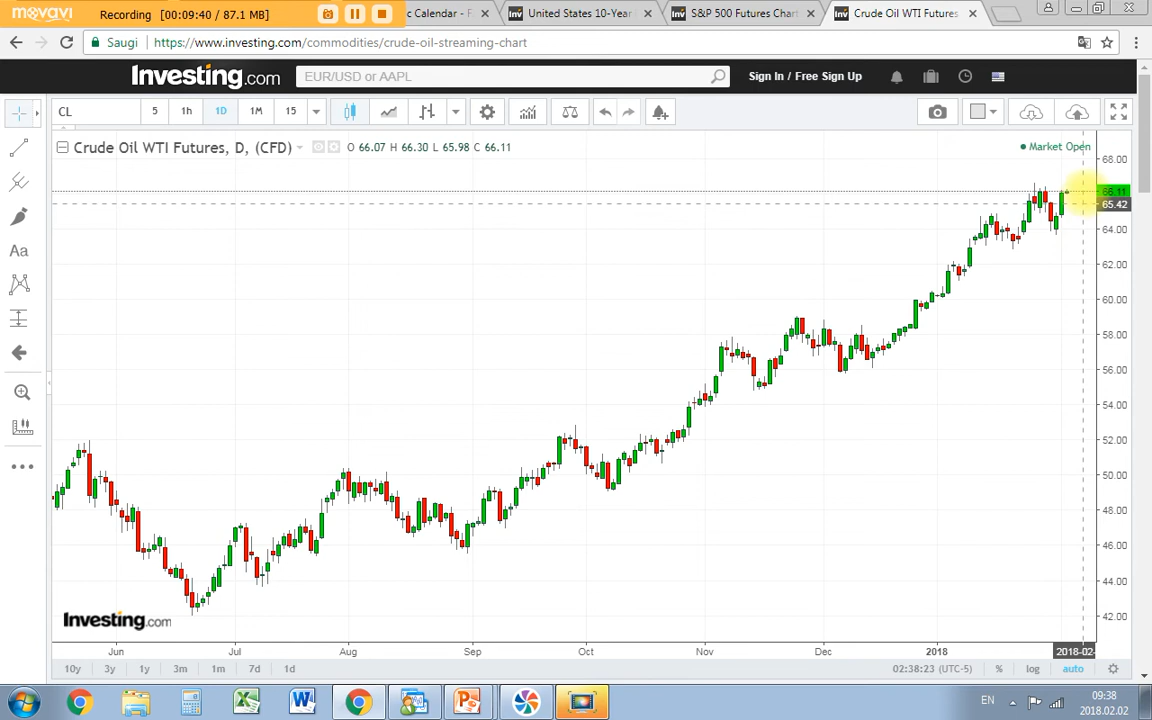 movavi Recording [00:09:40 / 87.1 MB]
c Calendar - F
United States 10-Year
S&P 500 Futures Chart
Crude Oil WTI Futures
Saugi https://www.investing.com/commodities/crude-oil-streaming-chart
Investing.com EUR/USD or AAPL Sign In / Free Sign Up
CL 5 1h 1D 1M 15
Crude Oil WTI Futures, D, (CFD) O 66.07 H 66.30 L 65.98 C 66.11 Market Open
68.00
66.11
65.42
64.00
62.00
60.00
58.00
56.00
54.00
52.00
50.00
48.00
46.00
44.00
42.00
Aa
Investing.com
Jun Jul Aug Sep Oct Nov Dec 2018 2018-02-
10y 3y 1y 3m 1m 7d 1d 02:38:23 (UTC-5) % log auto
EN 09:38
2018.02.02